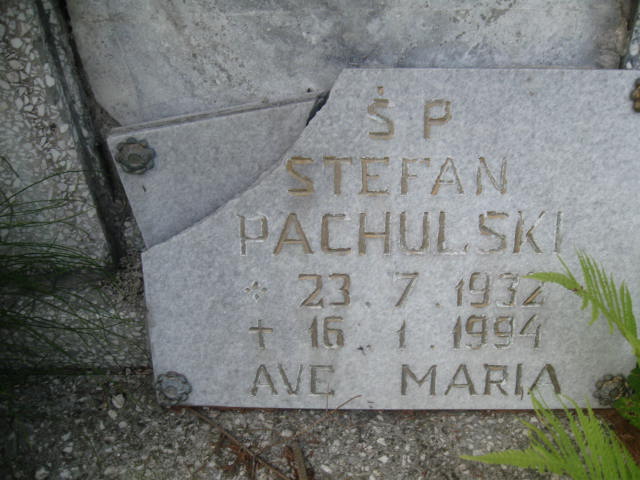 Ś P
STEFAN
PACHULSKI
* 23. 7. 1932
+ 16. 1. 1994
AVE MARIA